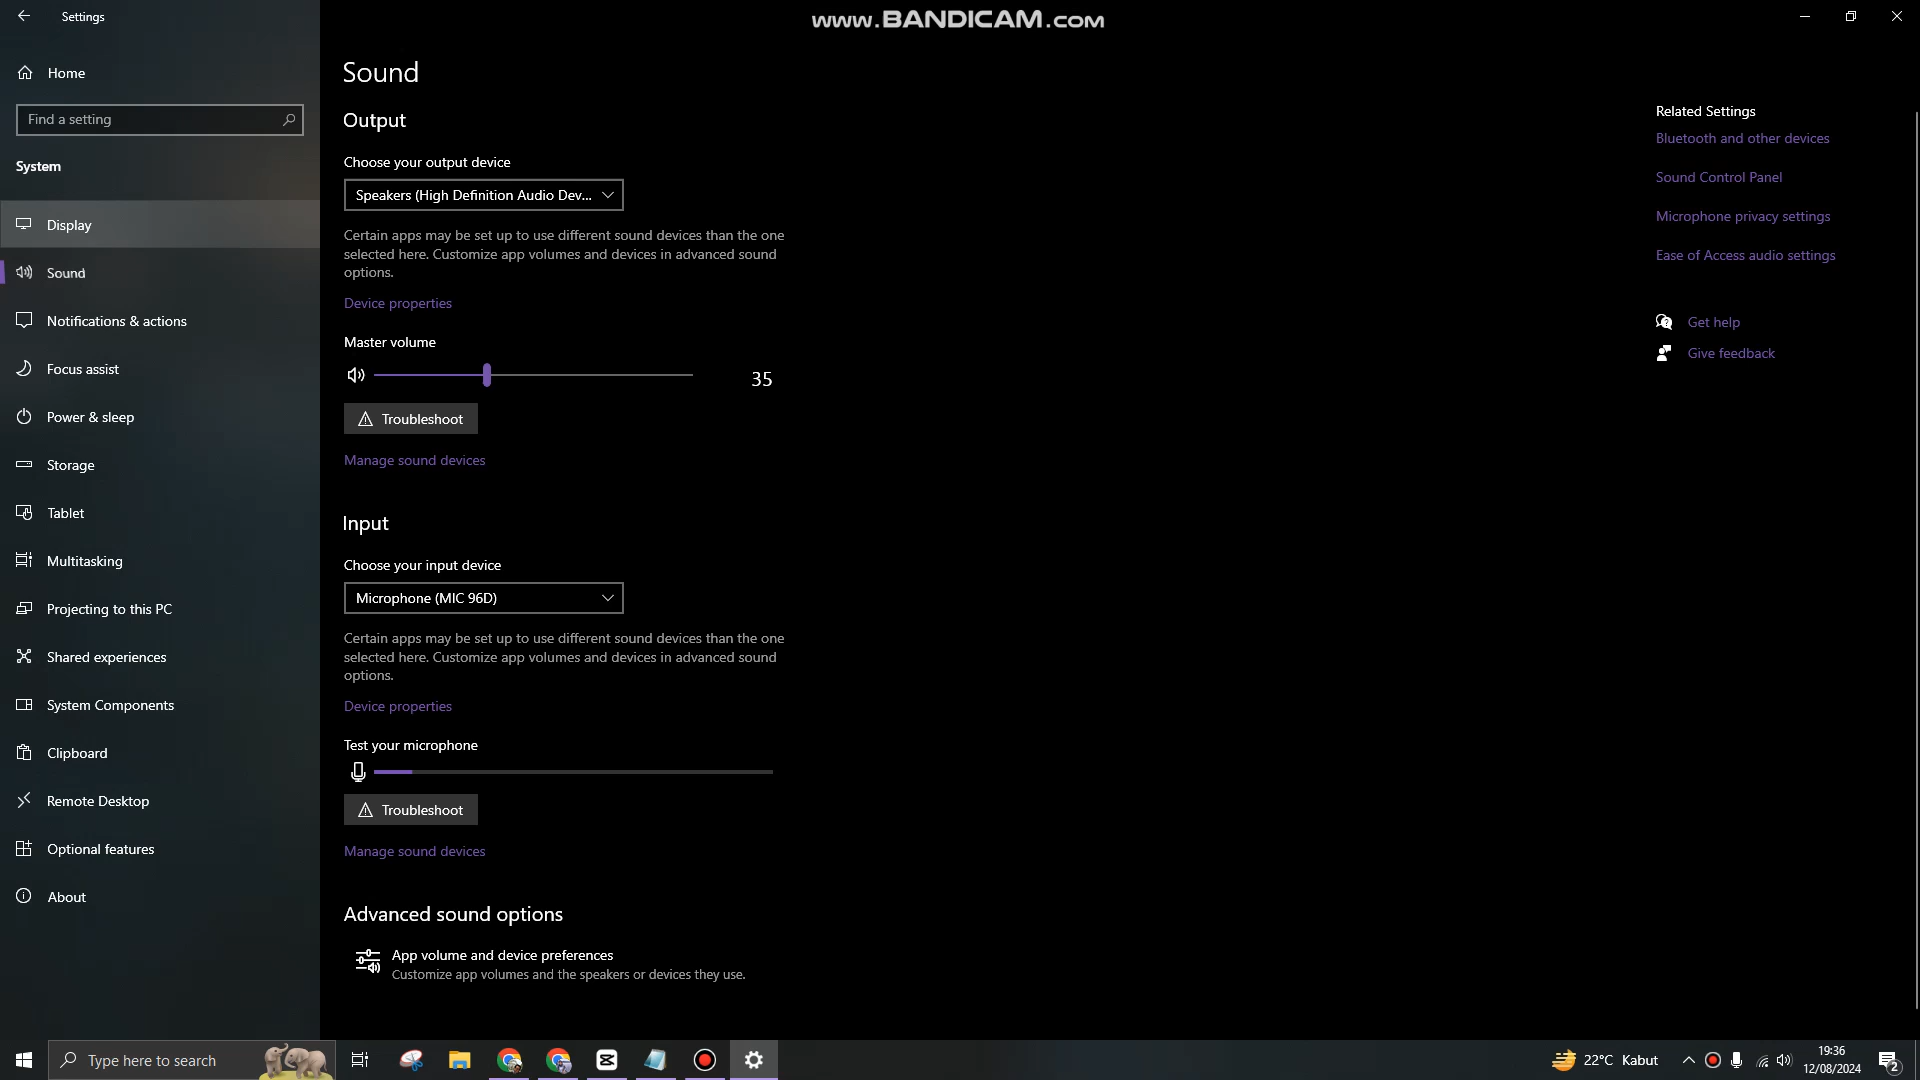 Settings
www.BANDICAM.com
Home
Find a setting
System
Display
Sound
Notifications & actions
Focus assist
Power & sleep
Storage
Tablet
Multitasking
Projecting to this PC
Shared experiences
System Components
Clipboard
Remote Desktop
Optional features
About
Sound
Output
Choose your output device
Speakers (High Definition Audio Dev...
Certain apps may be set up to use different sound devices than the one
selected here. Customize app volumes and devices in advanced sound
options.
Device properties
Master volume
35
Troubleshoot
Manage sound devices
Input
Choose your input device
Microphone (MIC 96D)
Certain apps may be set up to use different sound devices than the one
selected here. Customize app volumes and devices in advanced sound
options.
Device properties
Test your microphone
Troubleshoot
Manage sound devices
Advanced sound options
App volume and device preferences
Customize app volumes and the speakers or devices they use.
Related Settings
Bluetooth and other devices
Sound Control Panel
Microphone privacy settings
Ease of Access audio settings
Get help
Give feedback
Type here to search
22°C Kabut
19:36
12/08/2024
2